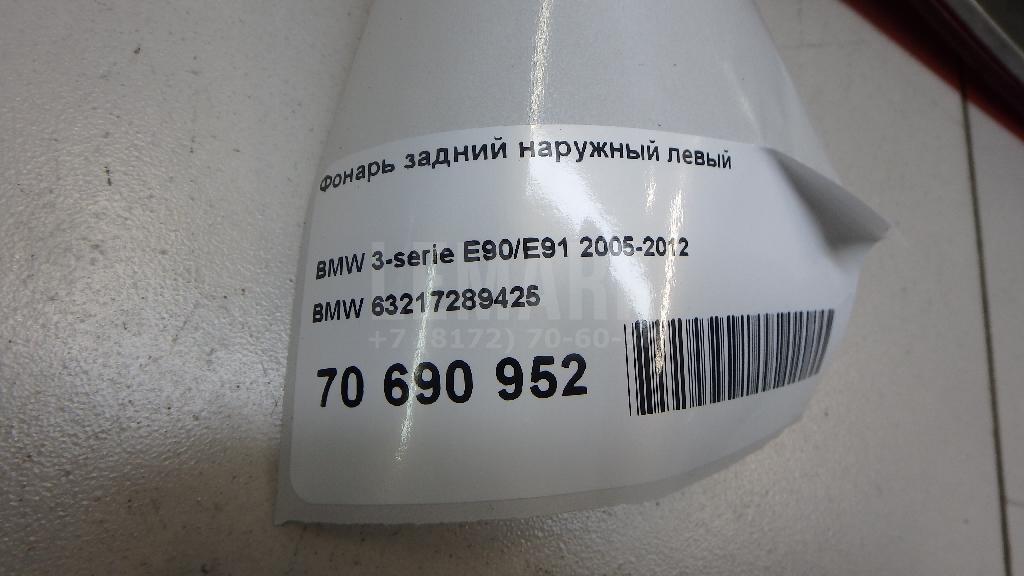 Фонарь задний наружный левый
BMW 3-serie E90/E91 2005-2012
BMW 63217289425
70 690 952